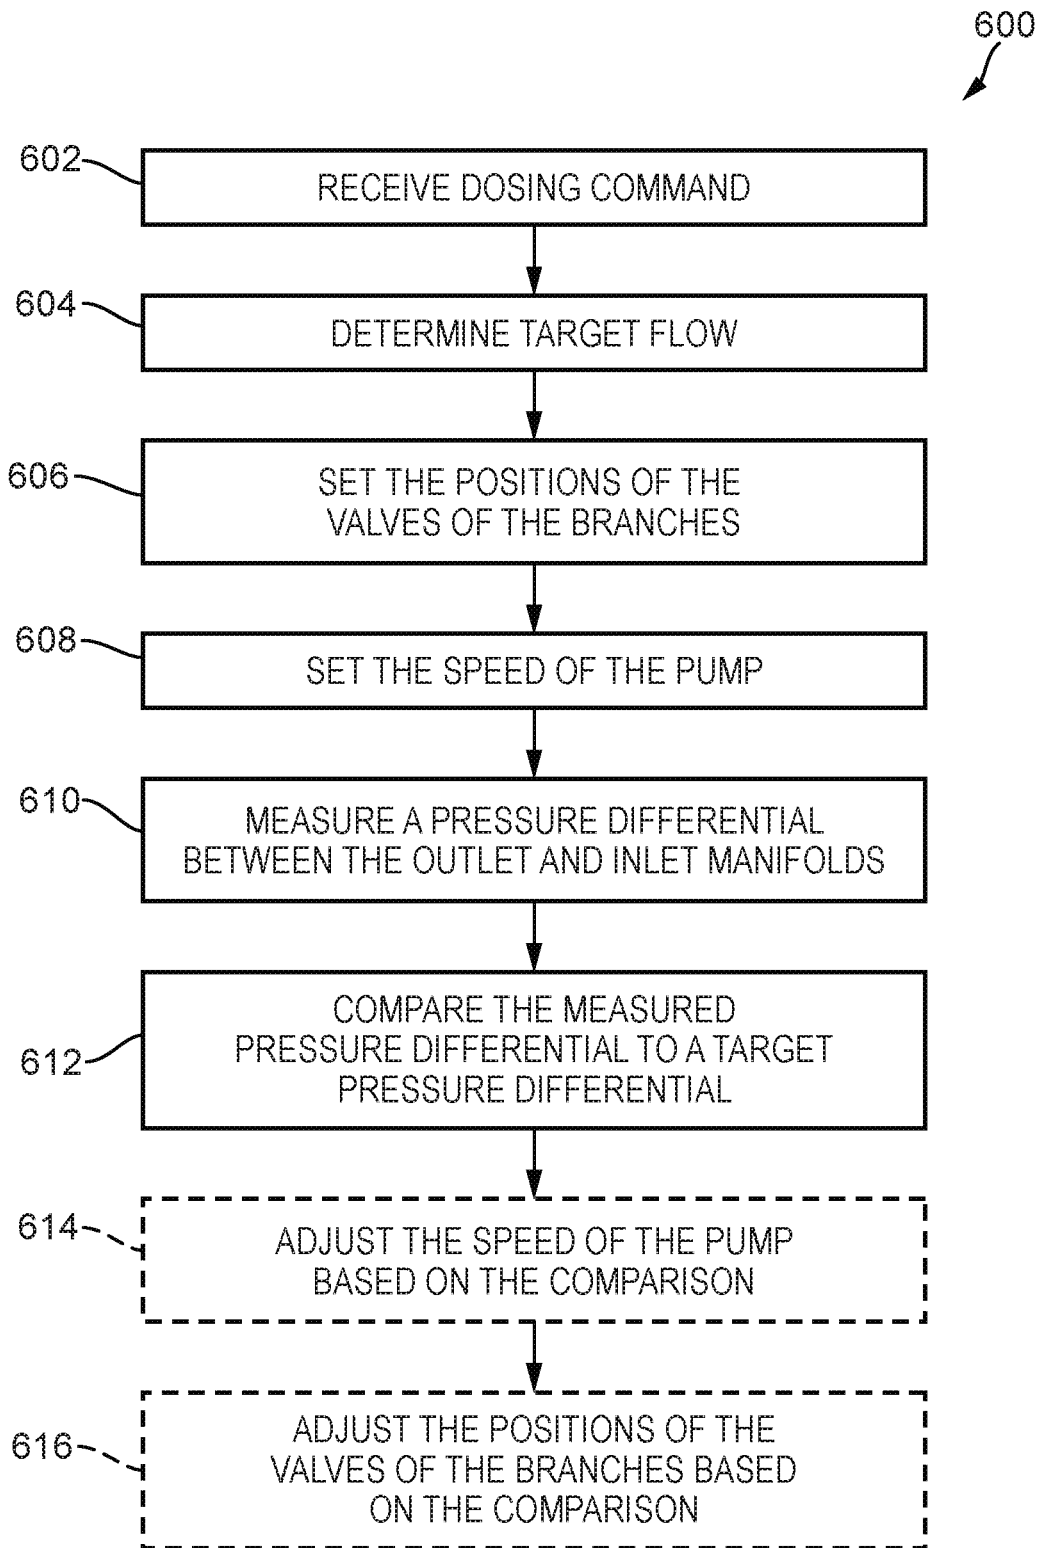 600
602
RECEIVE DOSING COMMAND
604
DETERMINE TARGET FLOW
606
SET THE POSITIONS OF THE
VALVES OF THE BRANCHES
608
SET THE SPEED OF THE PUMP
610
MEASURE A PRESSURE DIFFERENTIAL
BETWEEN THE OUTLET AND INLET MANIFOLDS
612
COMPARE THE MEASURED
PRESSURE DIFFERENTIAL TO A TARGET
PRESSURE DIFFERENTIAL
614
ADJUST THE SPEED OF THE PUMP
BASED ON THE COMPARISON
616
ADJUST THE POSITIONS OF THE
VALVES OF THE BRANCHES BASED
ON THE COMPARISON